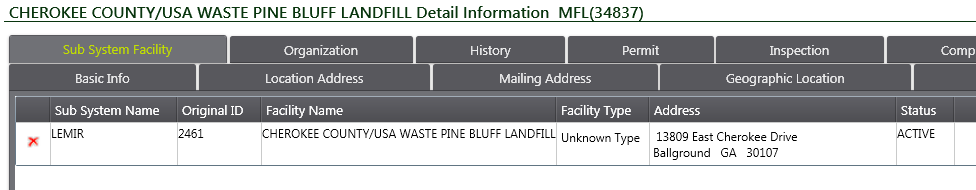 CHEROKEE COUNTY/USA WASTE PINE BLUFF LANDFILL Detail Information  MFL(34837)
Sub System Facility Organization History Permit Inspection Comp
Basic Info Location Address Mailing Address Geographic Location
Sub System Name Original ID Facility Name Facility Type Address Status
LEMIR 2461 CHEROKEE COUNTY/USA WASTE PINE BLUFF LANDFILL Unknown Type 13809 East Cherokee Drive ACTIVE
Ballground GA 30107